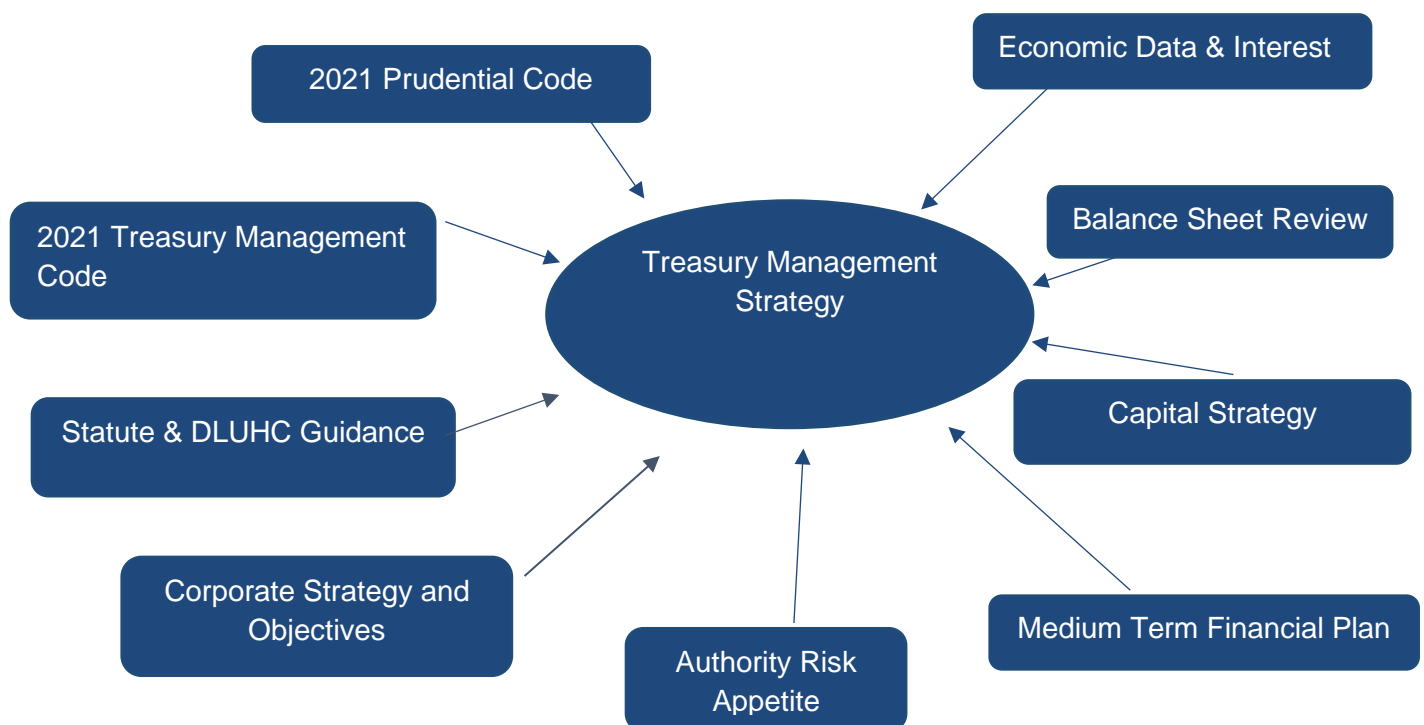 Economic Data & Interest
2021 Prudential Code
Balance Sheet Review
2021 Treasury Management
Code
Treasury Management
Strategy
Capital Strategy
Statute & DLUHC Guidance
Corporate Strategy and
Objectives
Medium Term Financial Plan
Authority Risk
Appetite